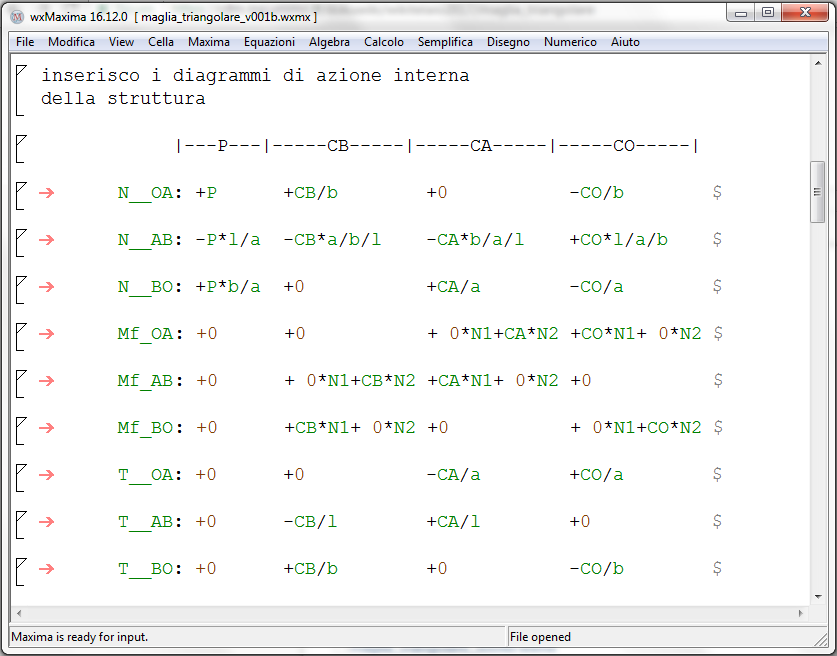 wxMaxima 16.12.0 [ maglia_triangolare_v001b.wxmx ]
File Modifica View Cella Maxima Equazioni Algebra Calcolo Semplifica Disegno Numerico Aiuto
inserisco i diagrammi di azione interna
della struttura
|---P---|-----CB-----|-----CA-----|-----CO-----|
N__OA: +P +CB/b +0 -CO/b $
N__AB: -P*l/a -CB*a/b/l -CA*b/a/l +CO*l/a/b $
N__BO: +P*b/a +0 +CA/a -CO/a $
Mf_OA: +0 +0 + 0*N1+CA*N2 +CO*N1+ 0*N2 $
Mf_AB: +0 + 0*N1+CB*N2 +CA*N1+ 0*N2 +0 $
Mf_BO: +0 +CB*N1+ 0*N2 +0 + 0*N1+CO*N2 $
T__OA: +0 +0 -CA/a +CO/a $
T__AB: +0 -CB/l +CA/l +0 $
T__BO: +0 +CB/b +0 -CO/b $
Maxima is ready for input. File opened